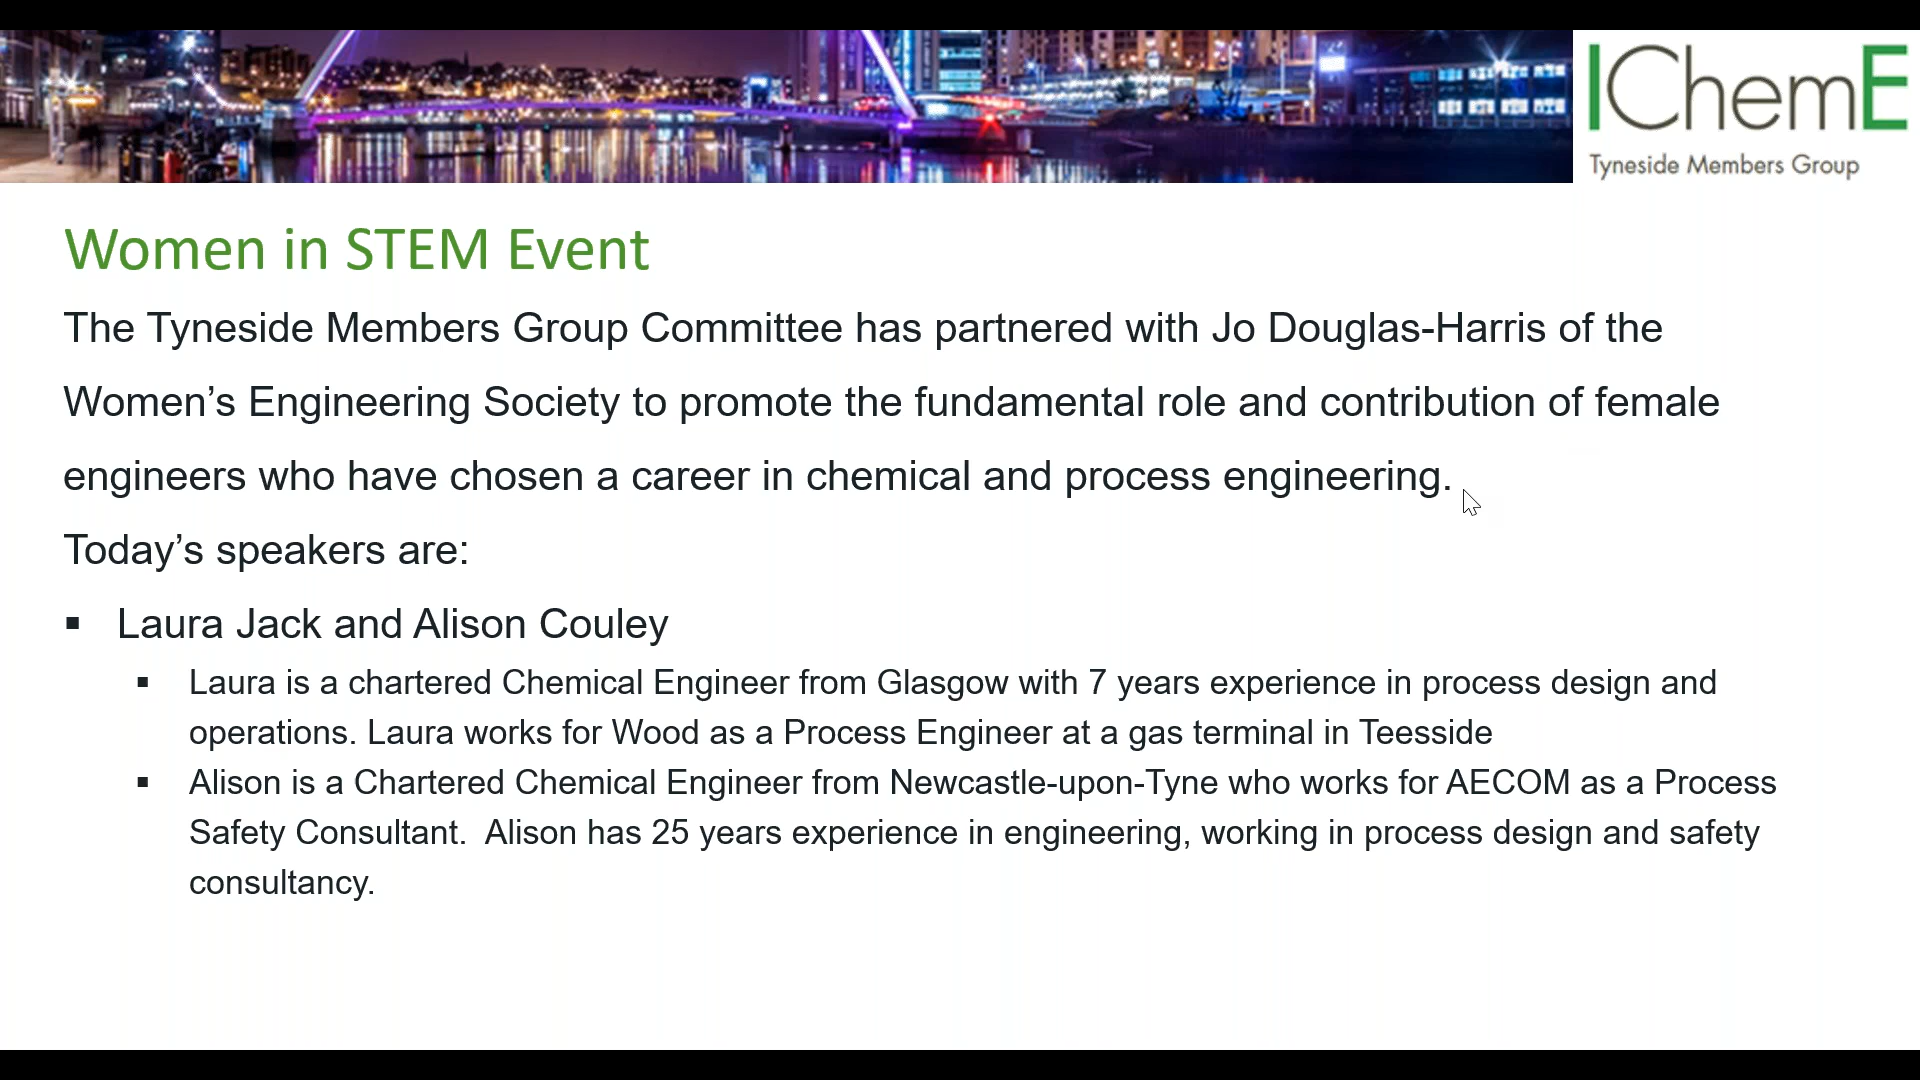 IChemE
Tyneside Members Group
Women in STEM Event
The Tyneside Members Group Committee has partnered with Jo Douglas-Harris of the
Women’s Engineering Society to promote the fundamental role and contribution of female
engineers who have chosen a career in chemical and process engineering.
Today’s speakers are:
▪ Laura Jack and Alison Couley
▪ Laura is a chartered Chemical Engineer from Glasgow with 7 years experience in process design and
operations. Laura works for Wood as a Process Engineer at a gas terminal in Teesside
▪ Alison is a Chartered Chemical Engineer from Newcastle-upon-Tyne who works for AECOM as a Process
Safety Consultant.  Alison has 25 years experience in engineering, working in process design and safety
consultancy.